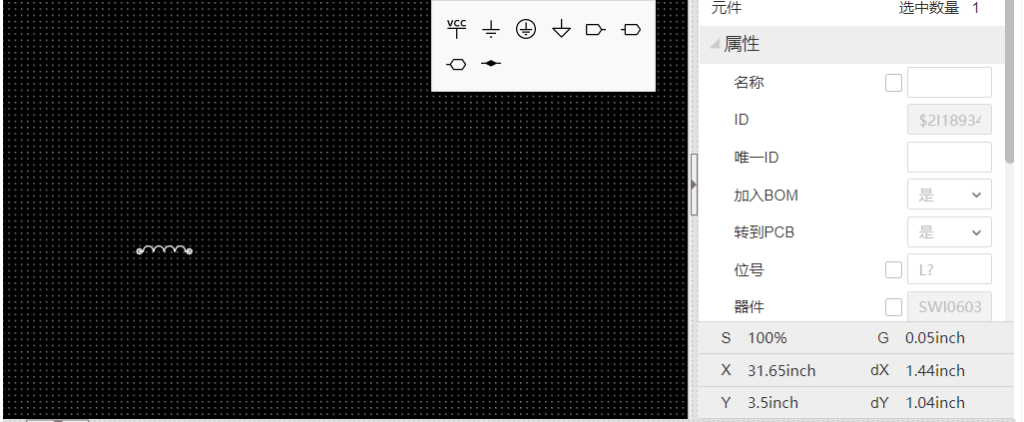 元件 选中数量 1
VCC
属性
名称
ID $2I18934
唯一ID
加入BOM 是
转到PCB 是
位号 L?
器件 SWI0603
S 100% G 0.05inch
X 31.65inch dX 1.44inch
Y 3.5inch dY 1.04inch